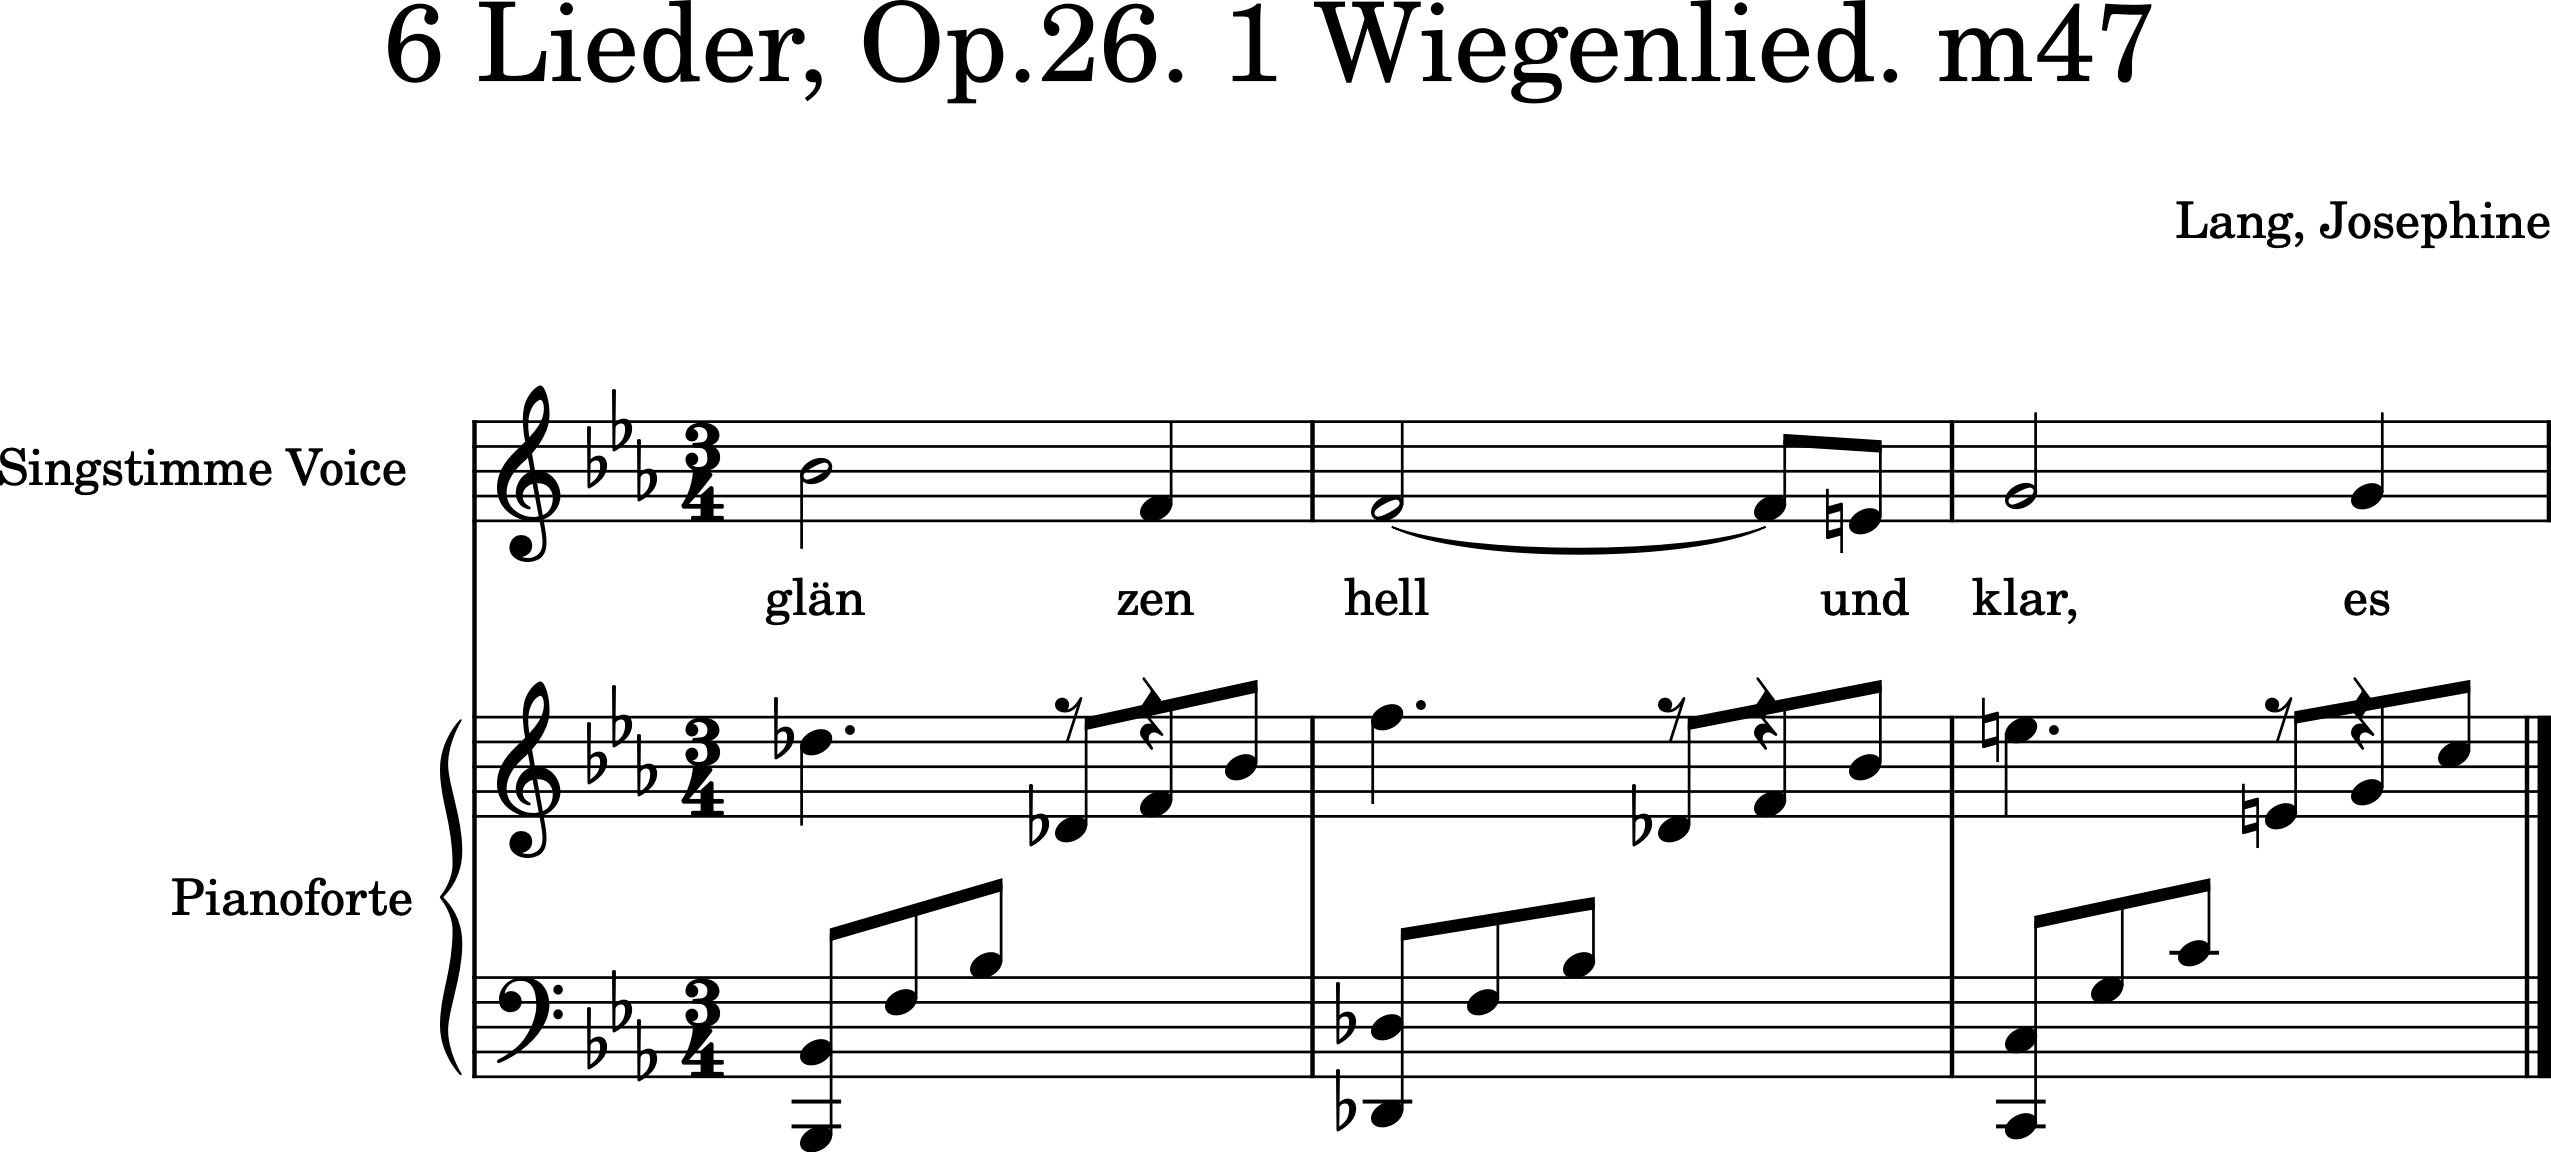 6 Lieder, Op.26. 1 Wiegenlied. m47
Lang, Josephine
Singstimme Voice
glän zen hell und klar, es
Pianoforte